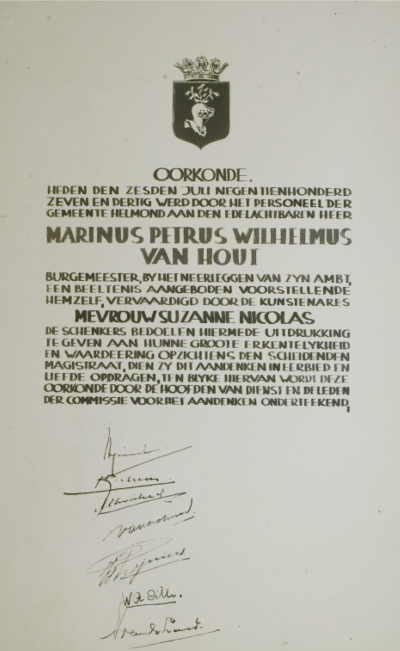 OORKONDE.
HEDEN DEN ZESDEN JULI NEGENTIENHONDERD
ZEVEN EN DERTIG WERD DOOR HET PERSONEEL DER
GEMEENTE HELMOND AAN DEN EDELACHTBAREN HEER
MARINUS PETRUS WILHELMUS
VAN HOUT
BURGEMEESTER, BY HET NEERLEGGEN VAN ZYN AMBT,
EEN BEELTENIS AANGEBODEN VOORSTELLENDE
HEMZELF, VERVAARDIGD DOOR DE KUNSTENARES
MEVROUW SUZANNE NICOLAS
DE SCHENKERS BEDOELEN HIERMEDE UITDRUKKING
TE GEVEN AAN HUNNE GROOTE ERKENTELYKHEID
EN WAARDEERING OPZICHTENS DEN SCHEIDENDEN
MAGISTRAAT, DIEN ZY DIT AANDENKEN IN EERBIED EN
LIEFDE OPDRAGEN, TEN BLYKE HIERVAN WORDT DEZE
OORKONDE DOOR DE HOOFDEN VAN DIENST EN DE LEDEN
DER COMMISSIE VOOR HET AANDENKEN ONDERTEEKEND,